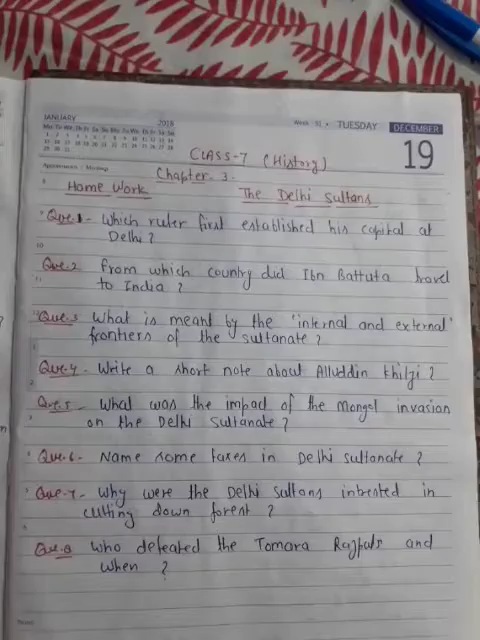 JANUARY 2018
Week 51 • TUESDAY DECEMBER
19
Appointments / Meetings
CLASS-7 (History)
Chapter-3.
Home Work The Delhi Sultans
Que.1- Which ruler first established his capital at
Delhi?
Que.2 From which country did Ibn Battuta travel
to India?
Que.3 What is meant by the 'internal and external'
frontiers of the sultanate?
Que.4- Write a short note about Alluddin Khilzi?
Que.5- What was the impact of the Mongol invasion
on the Delhi Sultanate?
Que.6- Name some taxes in Delhi sultanate?
Que.7- Why were the Delhi sultans intrested in
cutting down forest?
Que.8 who defeated the Tomara Rajputs and
when?
Notes